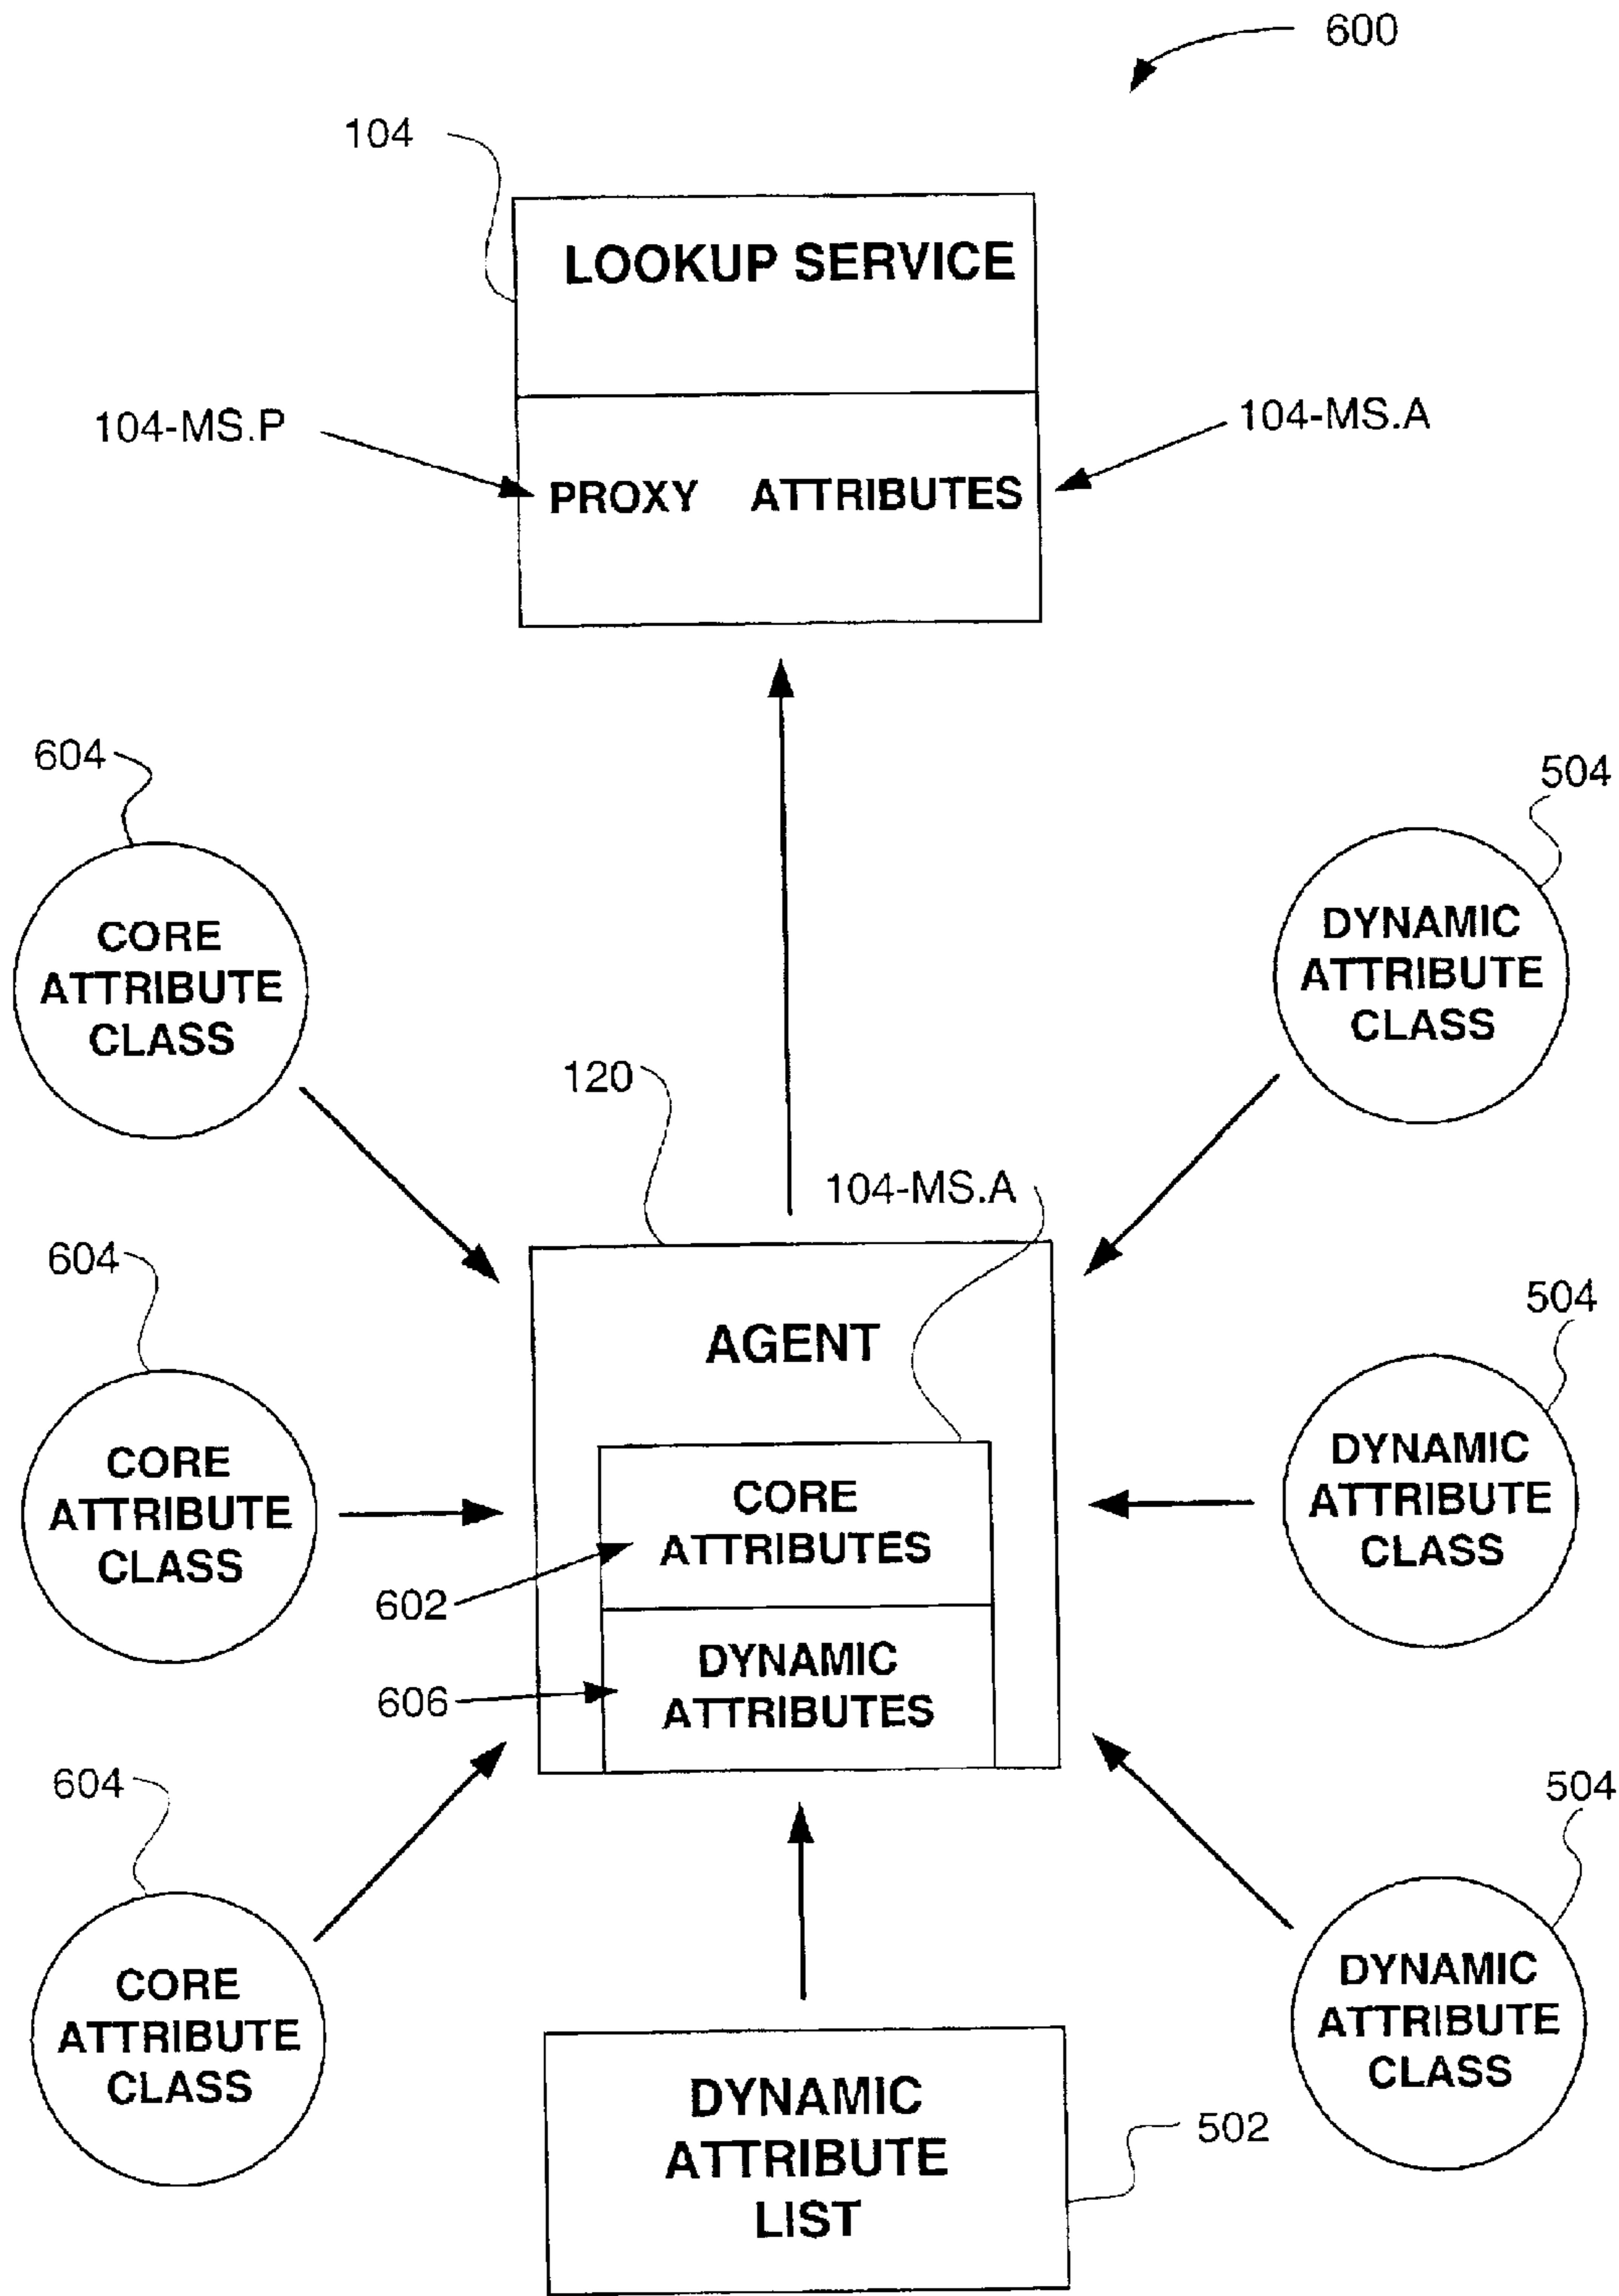 600
104
LOOKUP SERVICE
104-MS.P
104-MS.A
PROXY ATTRIBUTES
604
504
CORE
ATTRIBUTE
CLASS
DYNAMIC
ATTRIBUTE
CLASS
120
104-MS.A
604
504
AGENT
CORE
ATTRIBUTE
CLASS
CORE
ATTRIBUTES
DYNAMIC
ATTRIBUTE
CLASS
602
606
DYNAMIC
ATTRIBUTES
604
504
CORE
ATTRIBUTE
CLASS
DYNAMIC
ATTRIBUTE
CLASS
DYNAMIC
ATTRIBUTE
LIST
502